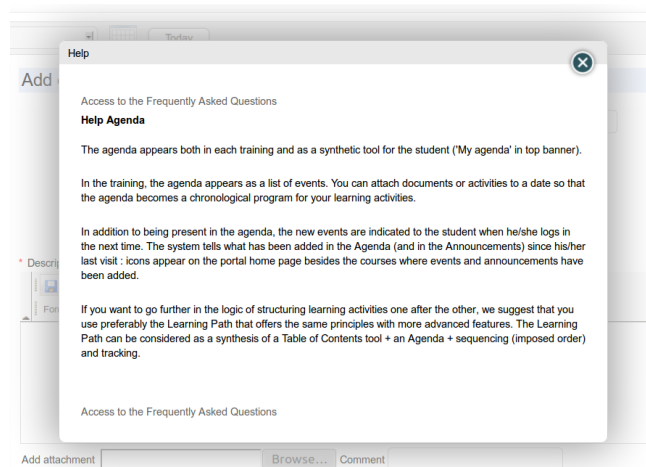 Today
Help
Add
Access to the Frequently Asked Questions
Help Agenda
The agenda appears both in each training and as a synthetic tool for the student ('My agenda' in top banner).
In the training, the agenda appears as a list of events. You can attach documents or activities to a date so that
the agenda becomes a chronological program for your learning activities.
In addition to being present in the agenda, the new events are indicated to the student when he/she logs in
the next time. The system tells what has been added in the Agenda (and in the Announcements) since his/her
last visit : icons appear on the portal home page besides the courses where events and announcements have
been added.
* Descrip
If you want to go further in the logic of structuring learning activities one after the other, we suggest that you
use preferably the Learning Path that offers the same principles with more advanced features. The Learning
Path can be considered as a synthesis of a Table of Contents tool + an Agenda + sequencing (imposed order)
and tracking.
For
Access to the Frequently Asked Questions
Add attachment Browse... Comment